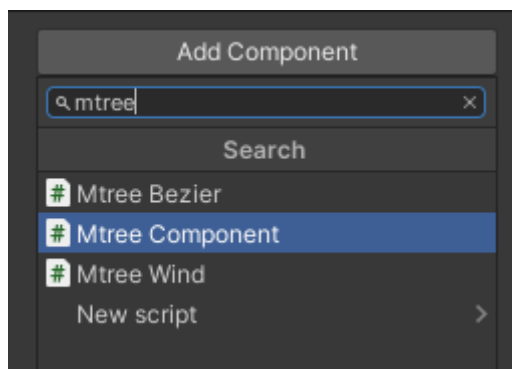 Add Component
mtree
Search
# Mtree Bezier
# Mtree Component
# Mtree Wind
New script